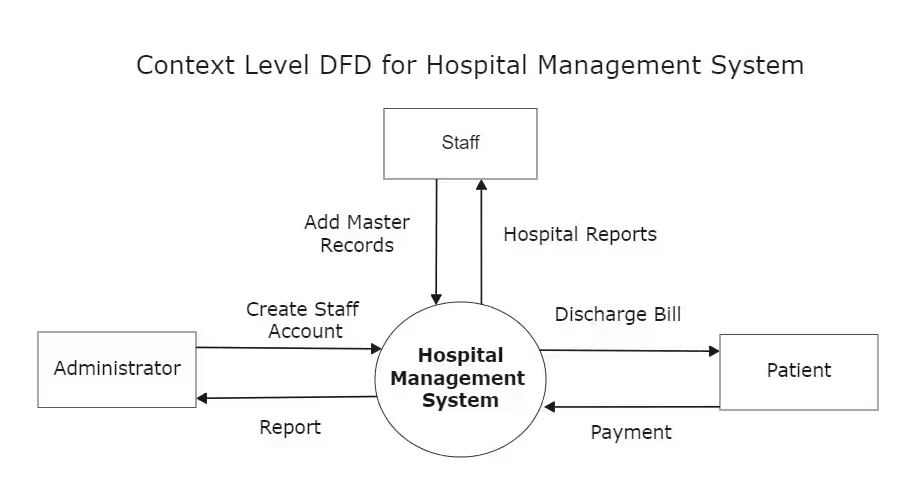 Context Level DFD for Hospital Management System
Staff
Add Master
Records
Hospital Reports
Create Staff
Account
Discharge Bill
Administrator
Hospital
Management
System
Patient
Report
Payment